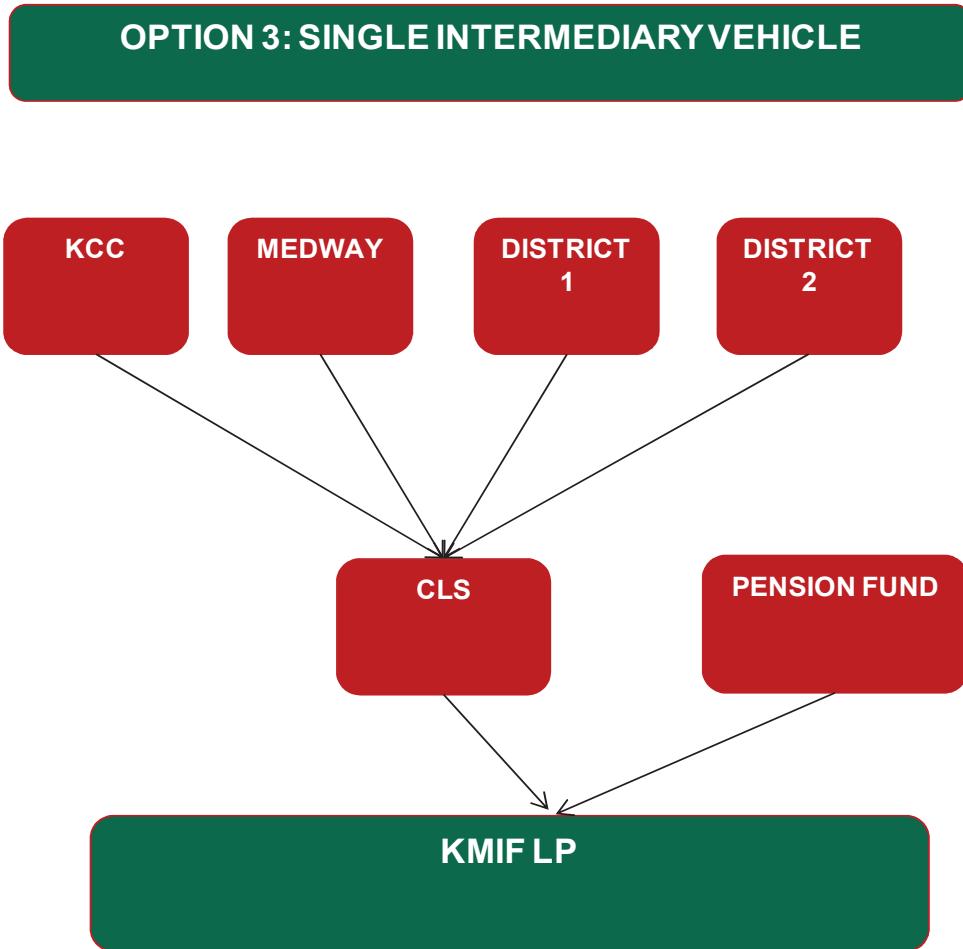 OPTION 3: SINGLE INTERMEDIARY VEHICLE
KCC
MEDWAY
DISTRICT
1
DISTRICT
2
CLS
PENSION FUND
KMIF LP